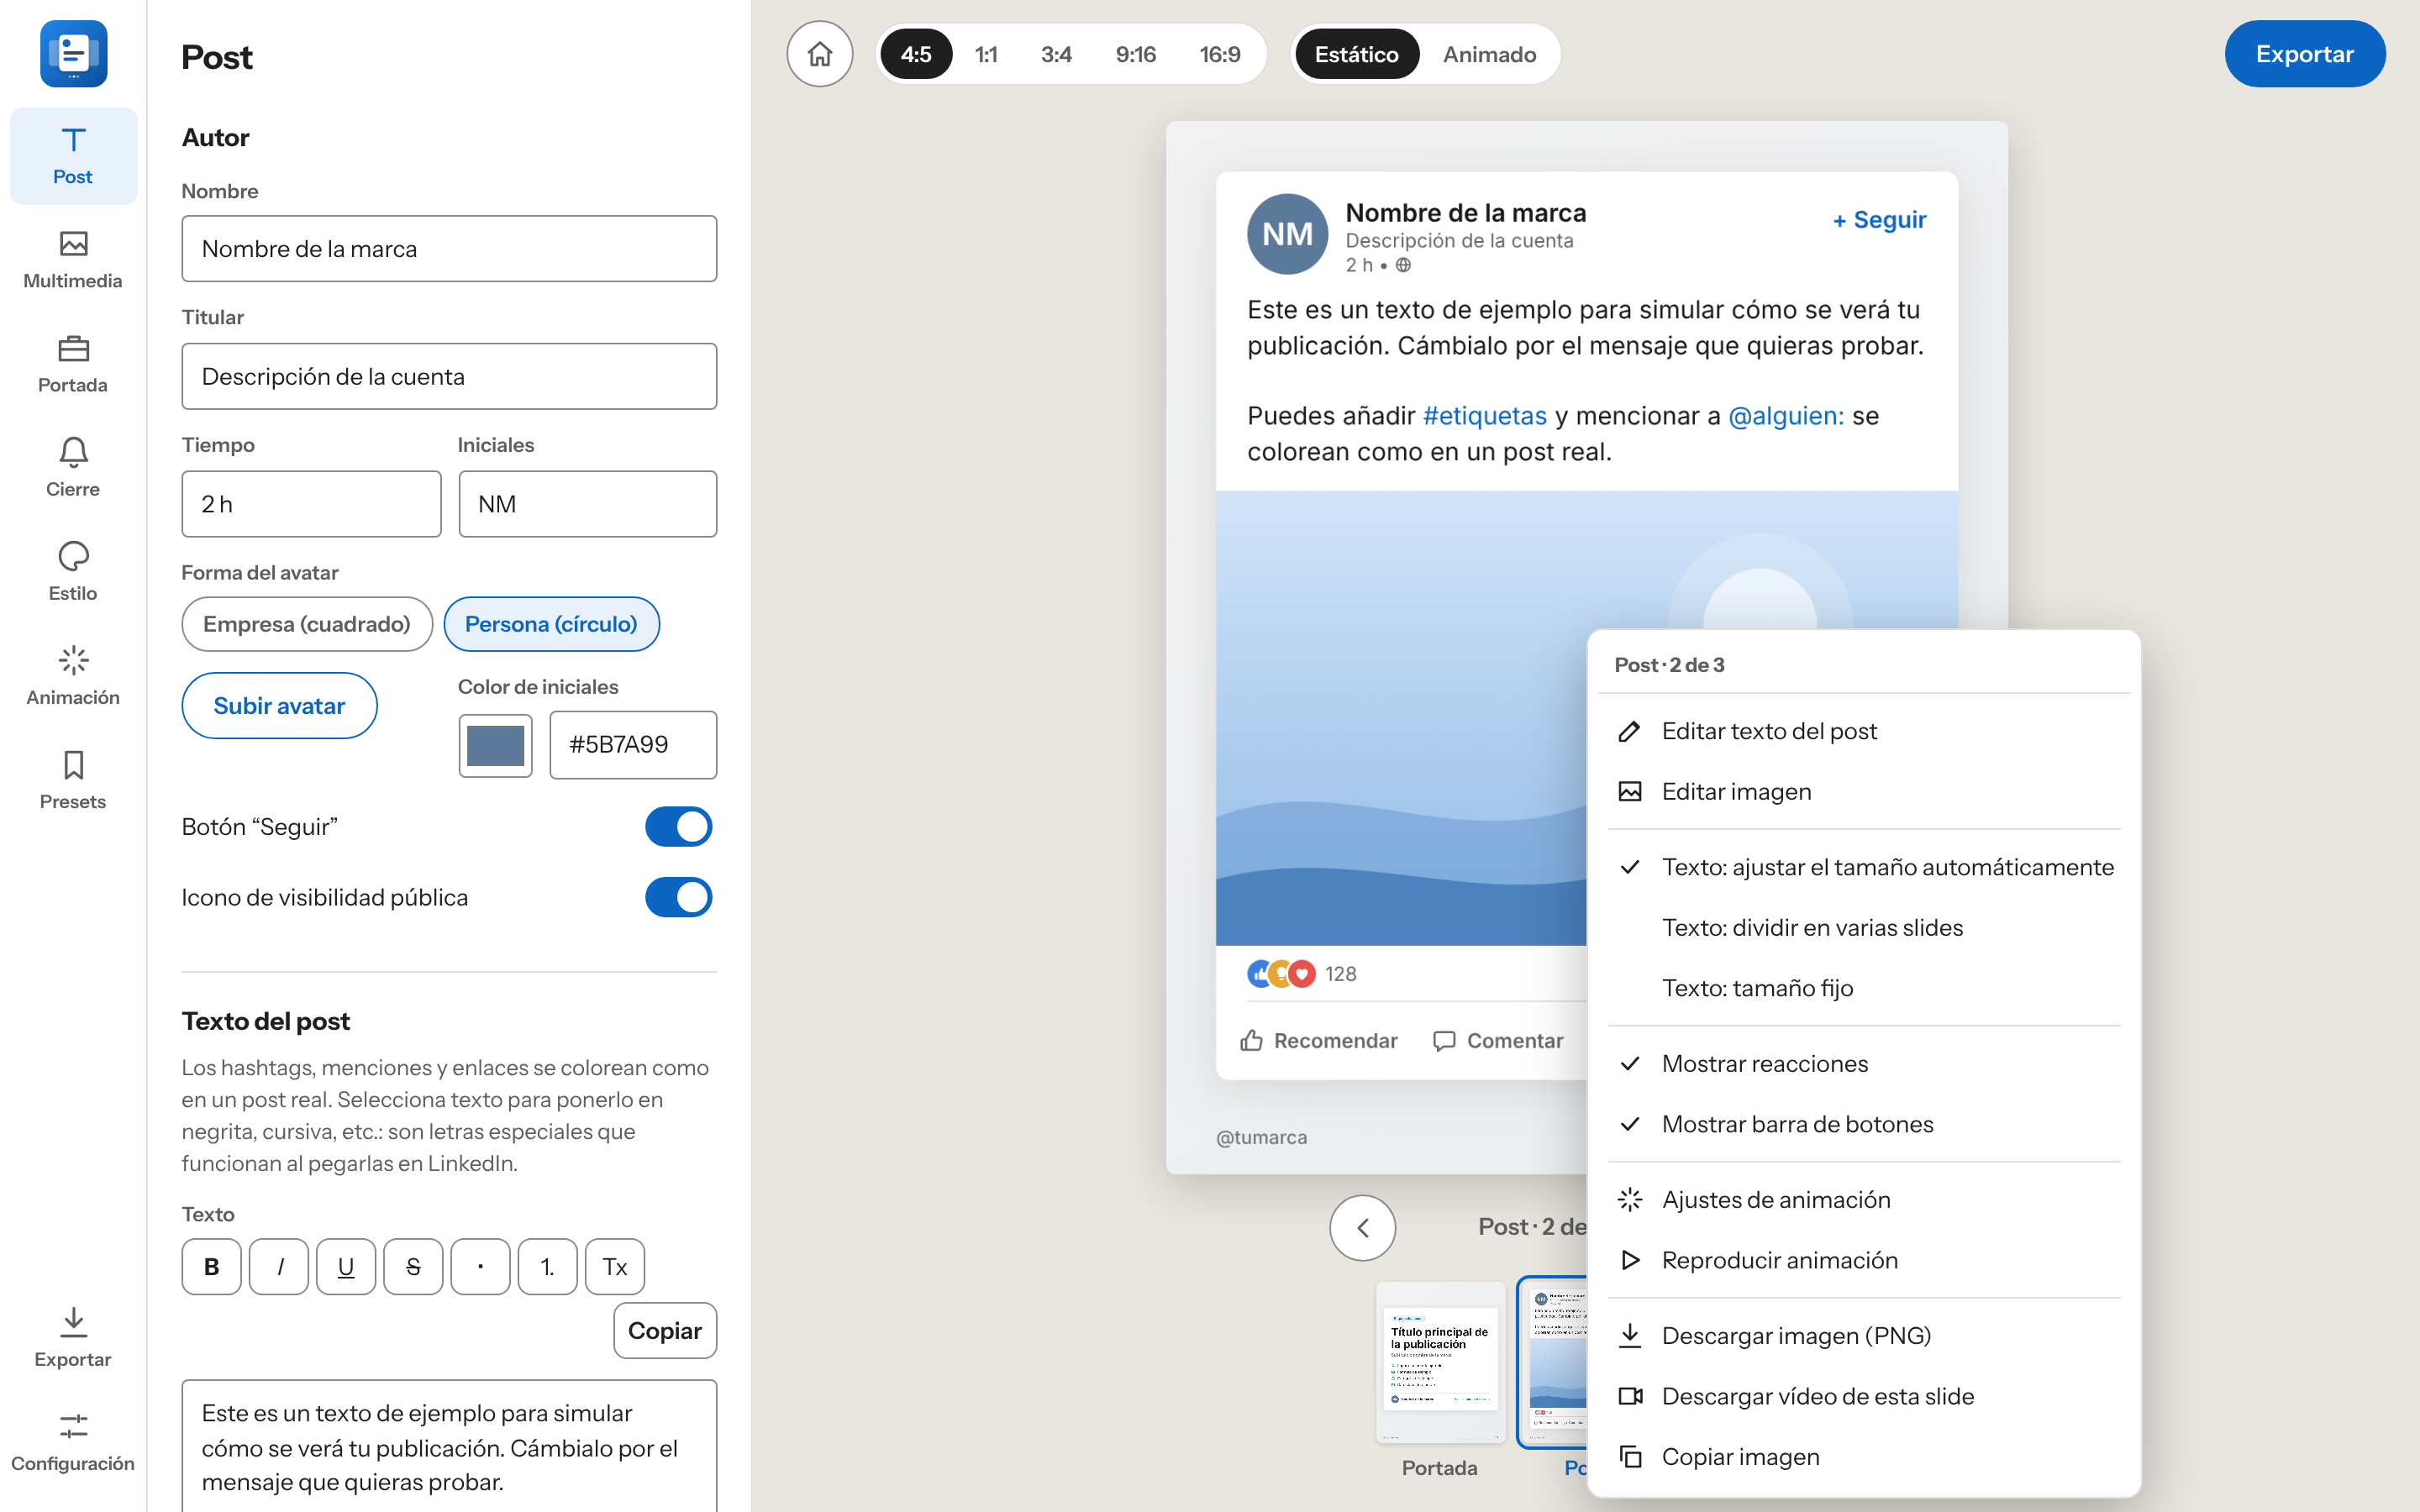 Post
Multimedia
Portada
Cierre
Estilo
Animación
Presets
Exportar
Configuración
Post
Autor
Nombre
Nombre de la marca
Titular
Descripción de la cuenta
Tiempo
Iniciales
2 h
NM
Forma del avatar
Empresa (cuadrado)
Persona (círculo)
Subir avatar
Color de iniciales
#5B7A99
Botón “Seguir”
Icono de visibilidad pública
Texto del post
Los hashtags, menciones y enlaces se colorean como
en un post real. Selecciona texto para ponerlo en
negrita, cursiva, etc.: son letras especiales que
funcionan al pegarlas en LinkedIn.
Texto
B I U S · 1. Tx
Copiar
Este es un texto de ejemplo para simular
cómo se verá tu publicación. Cámbialo por el
mensaje que quieras probar.
4:5 1:1 3:4 9:16 16:9
Estático Animado
Exportar
NM
Nombre de la marca
Descripción de la cuenta
2 h •
+ Seguir
Este es un texto de ejemplo para simular cómo se verá tu
publicación. Cámbialo por el mensaje que quieras probar.
Puedes añadir #etiquetas y mencionar a @alguien: se
colorean como en un post real.
128
Recomendar
Comentar
@tumarca
Post · 2 de
Título principal de
la publicación
Portada
Po
Post · 2 de 3
Editar texto del post
Editar imagen
Texto: ajustar el tamaño automáticamente
Texto: dividir en varias slides
Texto: tamaño fijo
Mostrar reacciones
Mostrar barra de botones
Ajustes de animación
Reproducir animación
Descargar imagen (PNG)
Descargar vídeo de esta slide
Copiar imagen